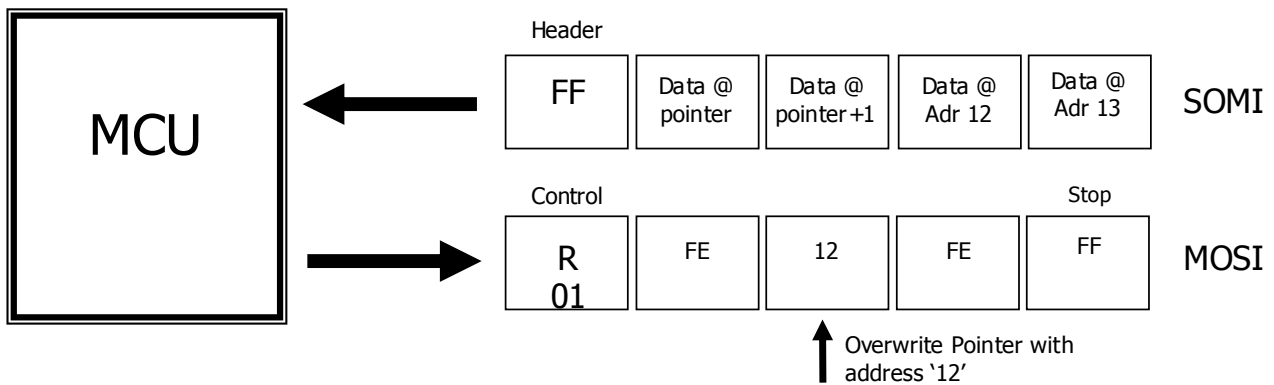 Header
MCU
FF
Data @
pointer
Data @
pointer+1
Data @
Adr 12
Data @
Adr 13
SOMI
Control
Stop
R
01
FE
12
FE
FF
MOSI
Overwrite Pointer with
address ‘12’